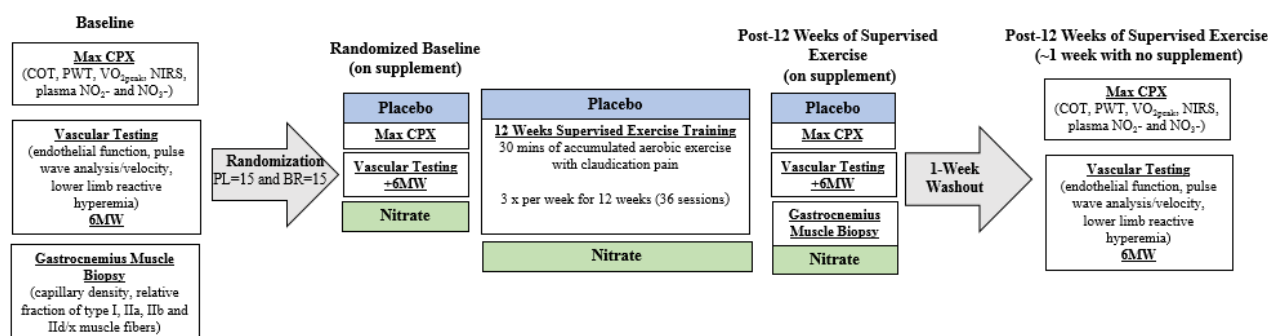 Baseline
Max CPX
(COT, PWT, VO2peak, NIRS,
plasma NO2- and NO3-)
Vascular Testing
(endothelial function, pulse
wave analysis/velocity,
lower limb reactive
hyperemia)
6MW
Gastrocnemius Muscle
Biopsy
(capillary density, relative
fraction of type I, IIa, IIb and
IId/x muscle fibers)
Randomization
PL=15 and BR=15
Randomized Baseline
(on supplement)
Placebo
Max CPX
Vascular Testing
+6MW
Nitrate
Placebo
12 Weeks Supervised Exercise Training
30 mins of accumulated aerobic exercise
with claudication pain
3 x per week for 12 weeks (36 sessions)
Nitrate
Post-12 Weeks of Supervised
Exercise
(on supplement)
Placebo
Max CPX
Vascular Testing
+6MW
Gastrocnemius
Muscle Biopsy
Nitrate
1-Week
Washout
Post-12 Weeks of Supervised Exercise
(~1 week with no supplement)
Max CPX
(COT, PWT, VO2peak, NIRS,
plasma NO2- and NO3-)
Vascular Testing
(endothelial function, pulse
wave analysis/velocity,
lower limb reactive
hyperemia)
6MW